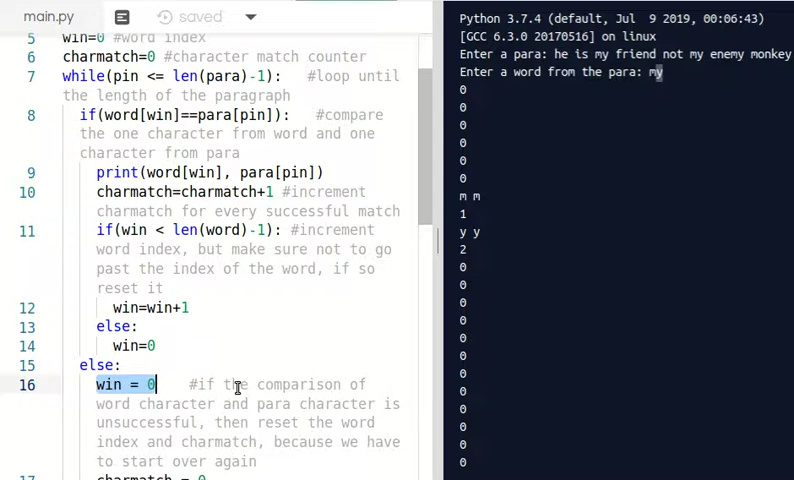 main.py saved
5 win=0 #word index
6 charmatch=0 #character match counter
7 while(pin <= len(para)-1): #loop until
the length of the paragraph
8 if(word[win]==para[pin]): #compare
the one character from word and one
character from para
9 print(word[win], para[pin])
10 charmatch=charmatch+1 #increment
charmatch for every successful match
11 if(win < len(word)-1): #increment
word index, but make sure not to go
past the index of the word, if so
reset it
12 win=win+1
13 else:
14 win=0
15 else:
16 win = 0 #if the comparison of
word character and para character is
unsuccessful, then reset the word
index and charmatch, because we have
to start over again
17 charmatch = 0
Python 3.7.4 (default, Jul 9 2019, 00:06:43)
[GCC 6.3.0 20170516] on linux
Enter a para: he is my friend not my enemy monkey
Enter a word from the para: my
0
0
0
0
0
0
m m
1
y y
2
0
0
0
0
0
0
0
0
0
0
0
0